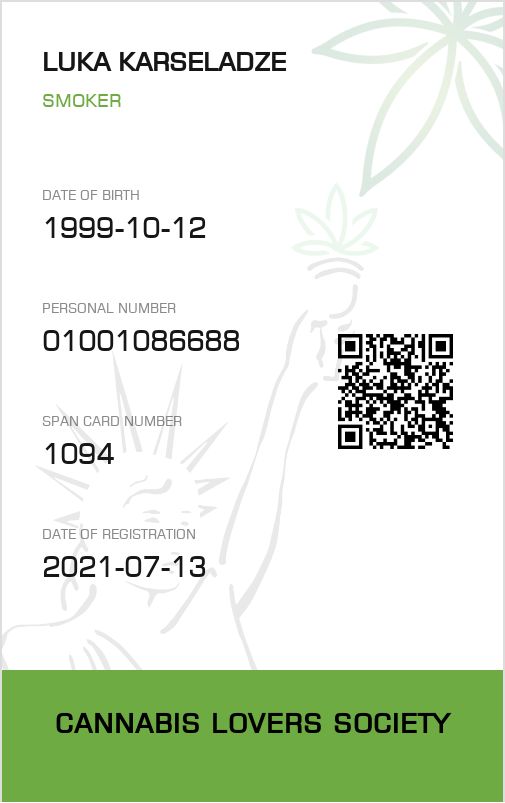 LUKA KARSELADZE
SMOKER
DATE OF BIRTH
1999-10-12
PERSONAL NUMBER
01001086688
SPAN CARD NUMBER
1094
DATE OF REGISTRATION
2021-07-13
CANNABIS LOVERS SOCIETY